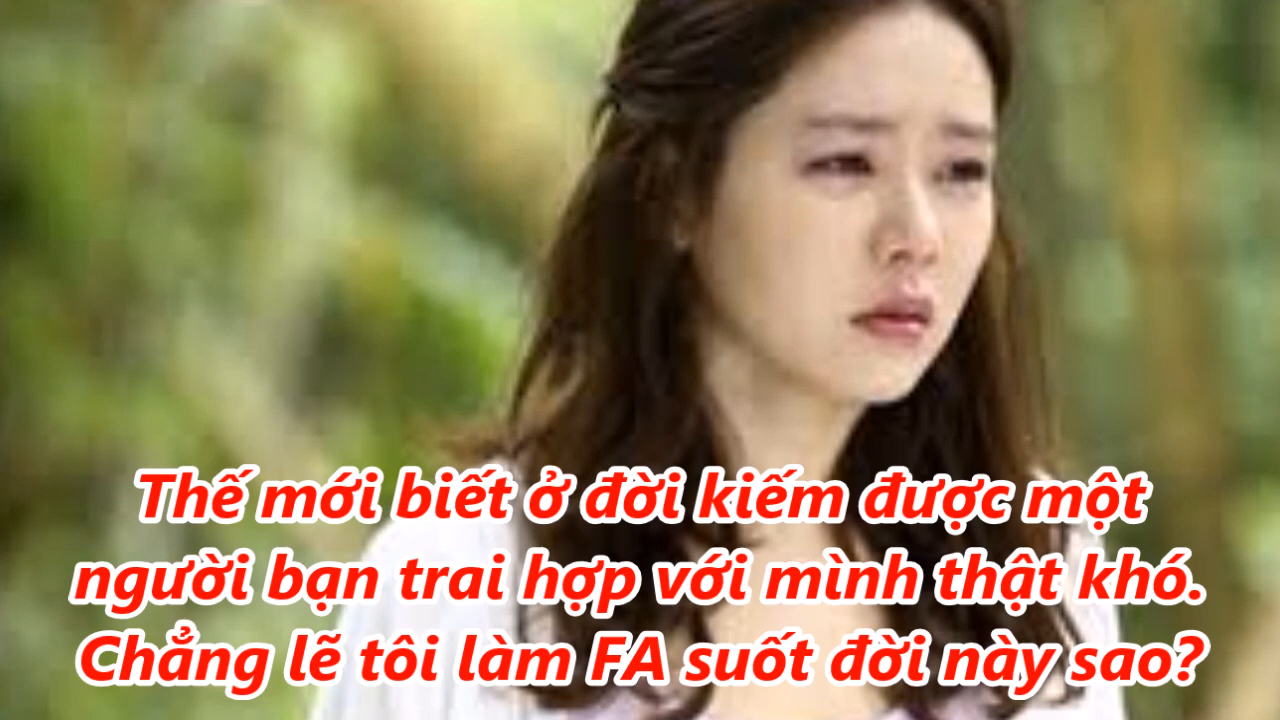 Thế mới biết ở đời kiếm được một
người bạn trai hợp với mình thật khó.
Chẳng lẽ tôi làm FA suốt đời này sao?